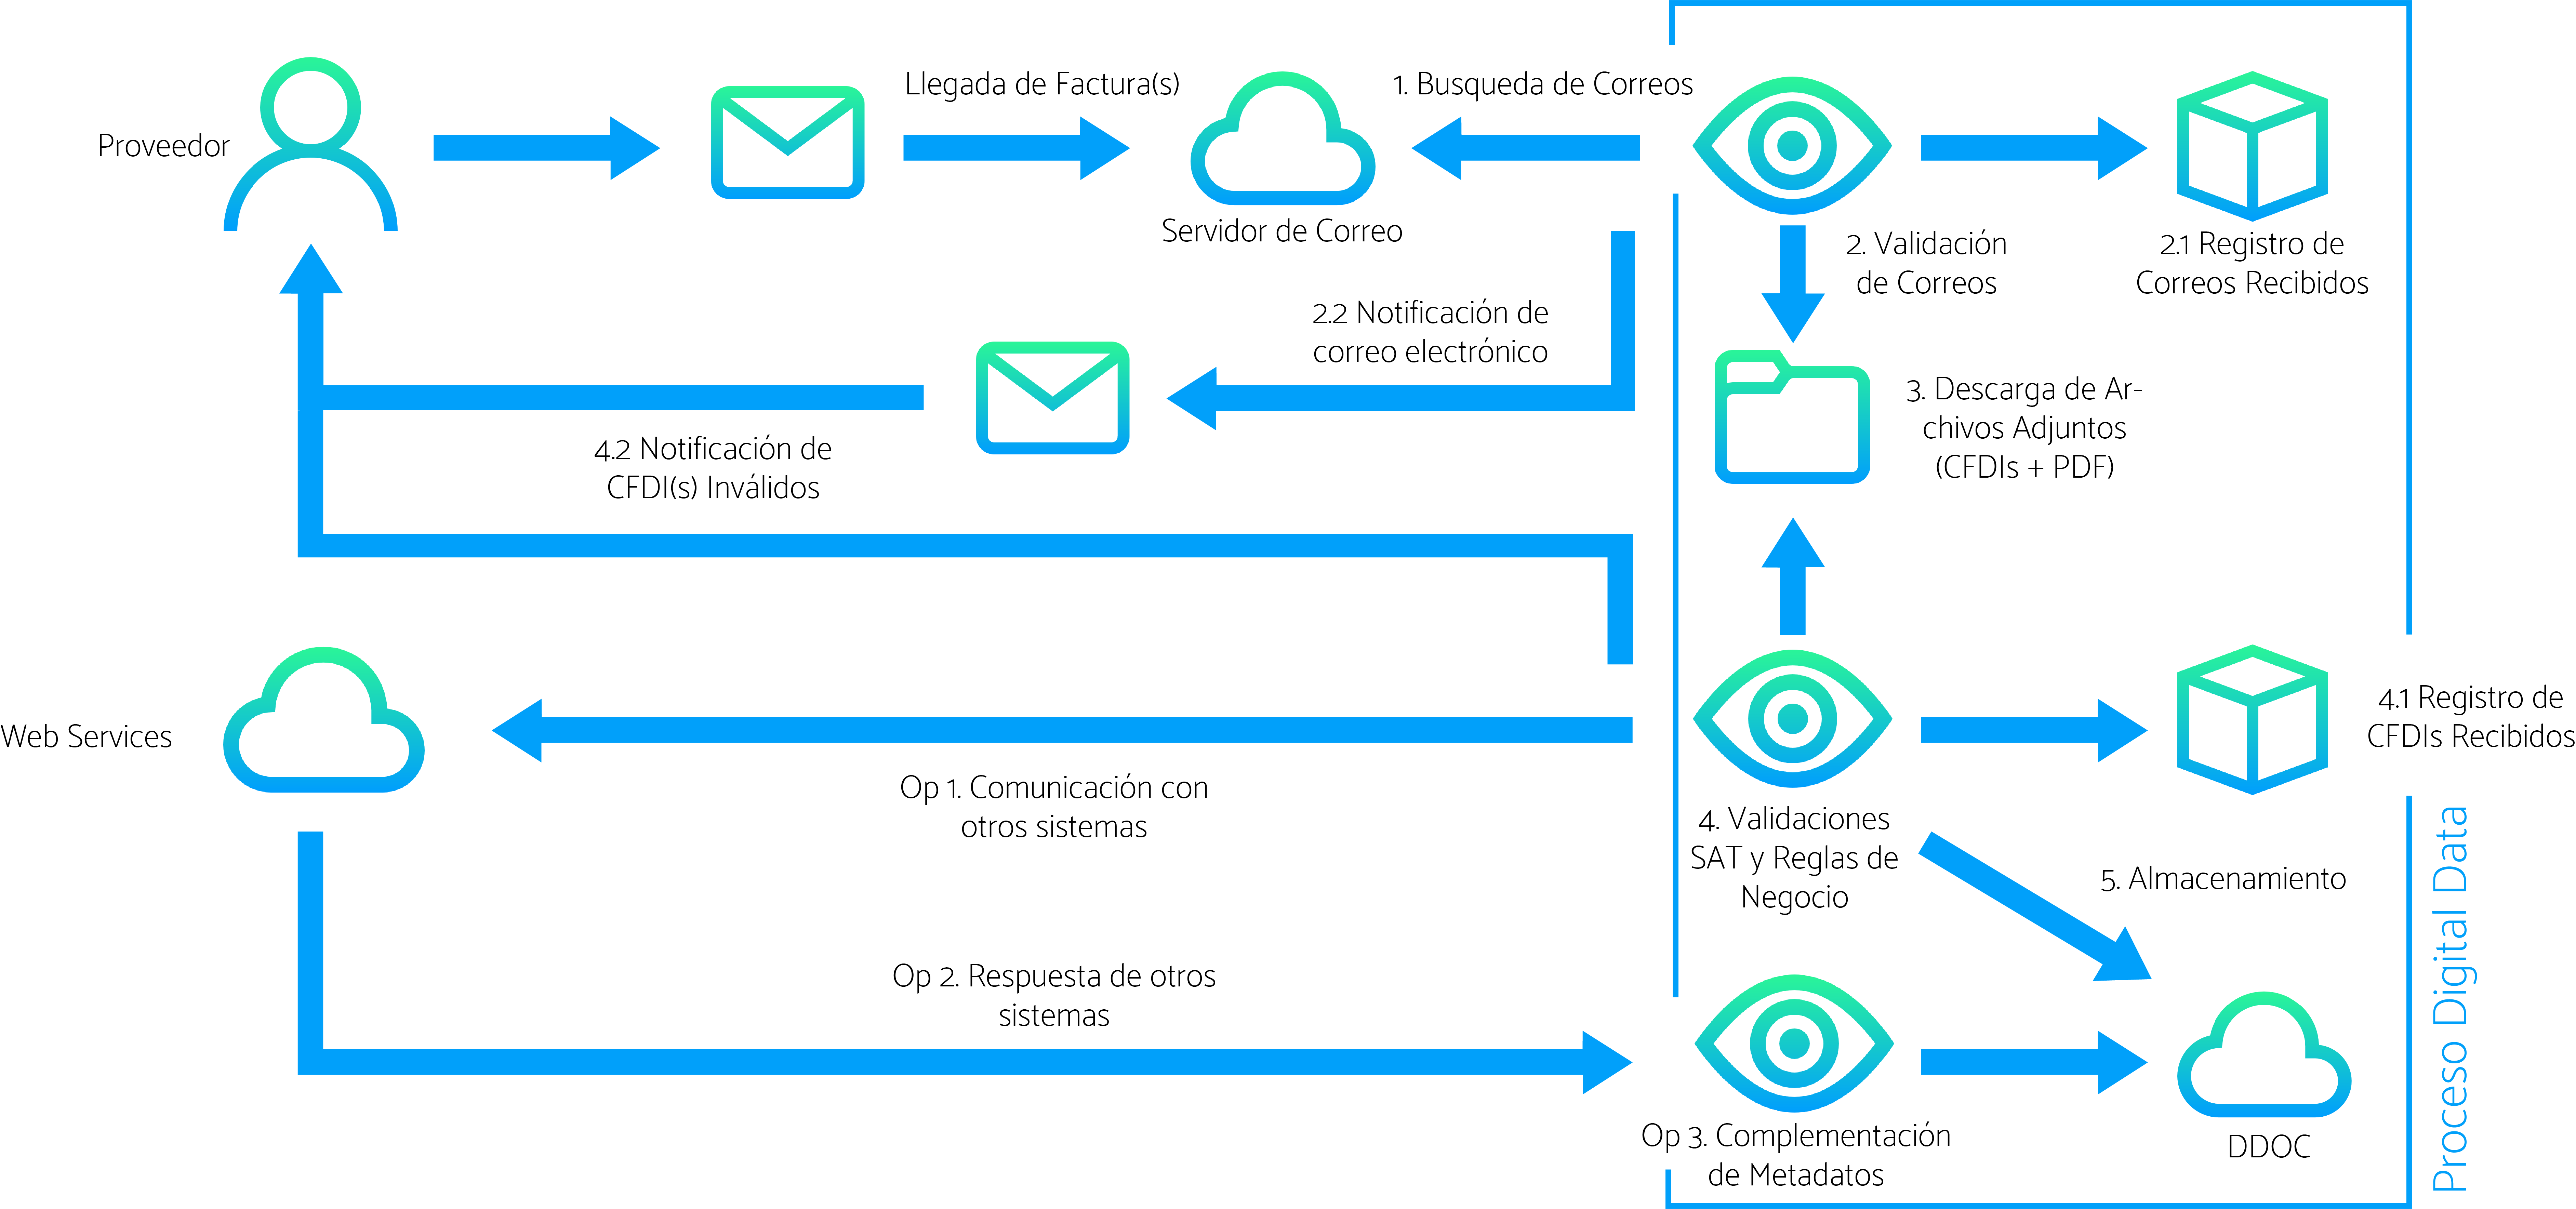 Llegada de Factura(s)
1. Busqueda de Correos
Proveedor
Servidor de Correo
2. Validación
de Correos
2.1 Registro de
Correos Recibidos
2.2 Notificación de
correo electrónico
3. Descarga de Ar-
chivos Adjuntos
(CFDIs + PDF)
4.2 Notificación de
CFDI(s) Inválidos
Web Services
4.1 Registro de
CFDIs Recibidos
Op 1. Comunicación con
otros sistemas
4. Validaciones
SAT y Reglas de
Negocio
5. Almacenamiento
Op 2. Respuesta de otros
sistemas
Op 3. Complementación
de Metadatos
DDOC
Proceso Digital Data